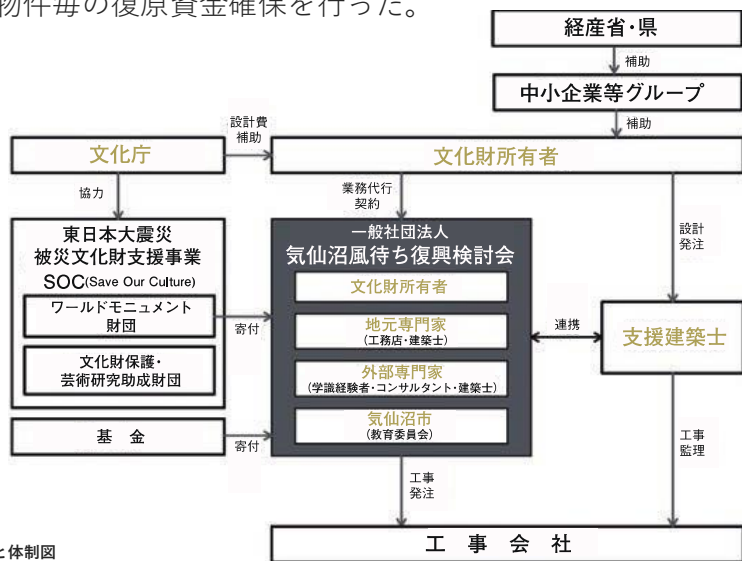 物件毎の復原資金確保を行った。
経産省・県
補助
中小企業等グループ
補助
文化庁
設計費
補助
文化財所有者
協力
業務代行
契約
設計
発注
東日本大震災
被災文化財支援事業
SOC(Save Our Culture)
ワールドモニュメント
財団
文化財保護・
芸術研究助成財団
寄付
一般社団法人
気仙沼風待ち復興検討会
文化財所有者
地元専門家
(工務店・建築士)
外部専門家
(学識経験者・コンサルタント・建築士)
気仙沼市
(教育委員会)
連携
支援建築士
基 金
寄付
工事
発注
工事
監理
工 事 会 社
と体制図